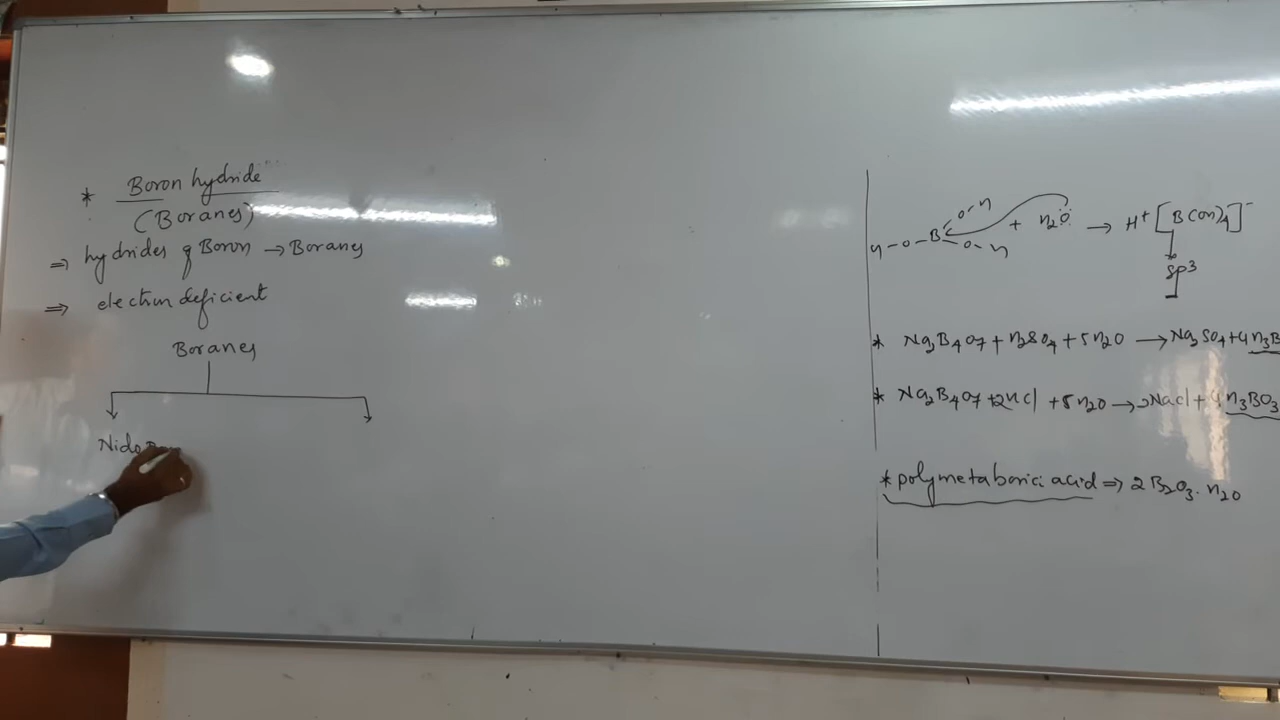 * Boron hydride
(Boranes)
⇒ hydrides of Boron → Boranes
⇒ electron deficient
Boranes
Nido
H-O-B O-H O-H + H2O: → H+ [B(OH)4]-
sp3
* Na2B4O7 + H2SO4 + 5H2O → Na2SO4 + 4H3B
* Na2B4O7 + 2HCl + 5H2O → 2NaCl + 4H3BO3
* polymetaboric acid ⇒ 2B2O3.H2O